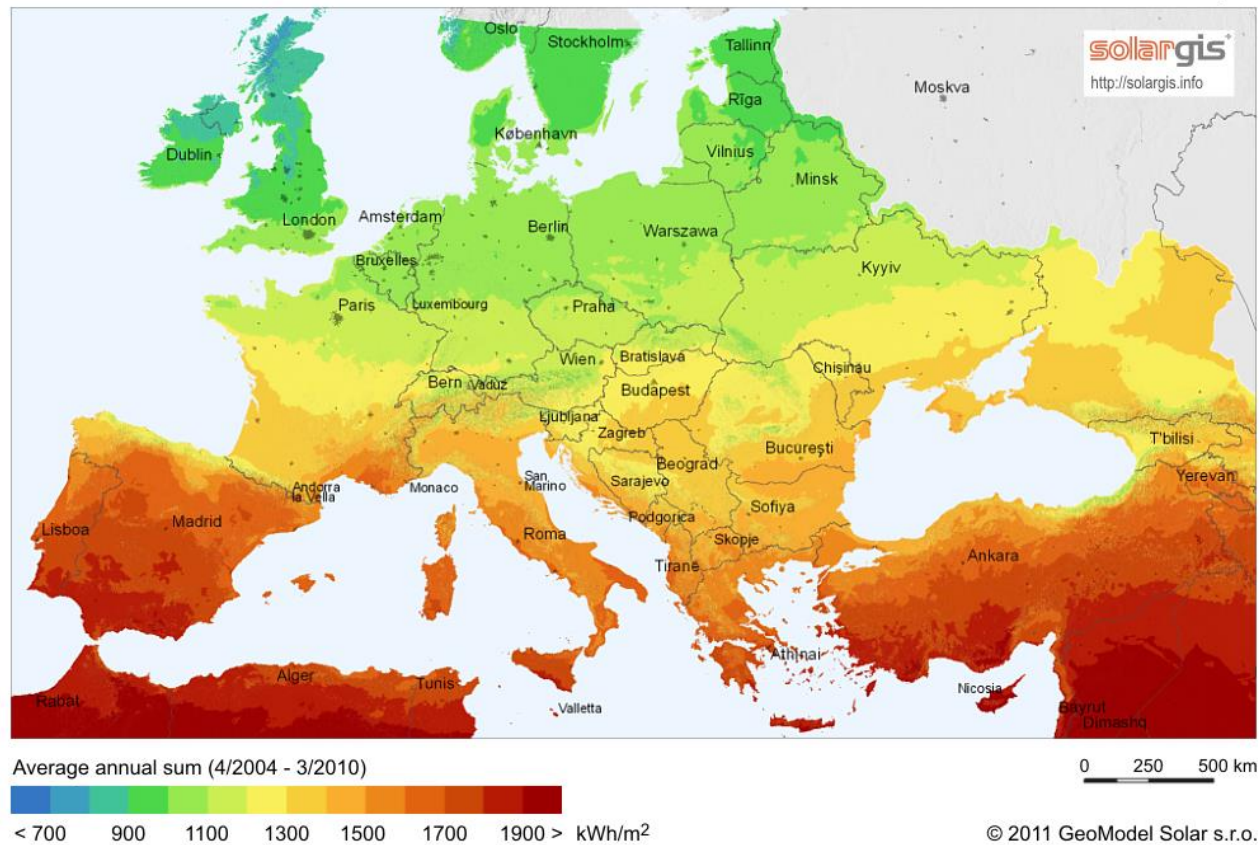 Oslo
Stockholm
Tallinn
solargis
http://solargis.info
Moskva
Rīga
København
Dublin
Vilnius
Minsk
London
Amsterdam
Berlin
Warszawa
Bruxelles
Kyyiv
Paris
Luxembourg
Praha
Wien
Bratislava
Chişinău
Bern
Vaduz
Budapest
Ljubljana
Zagreb
T'bilisi
Bucureşti
Beograd
San
Marino
Sarajevo
Yerevan
Andorra
la Vella
Monaco
Podgorica
Sofiya
Lisboa
Madrid
Roma
Skopje
Ankara
Tiranë
Athínai
Alger
Tunis
Nicosia
Rabat
Valletta
Bayrut
Dimashq
Average annual sum (4/2004 - 3/2010)
0 250 500 km
< 700 900 1100 1300 1500 1700 1900 > kWh/m²
© 2011 GeoModel Solar s.r.o.